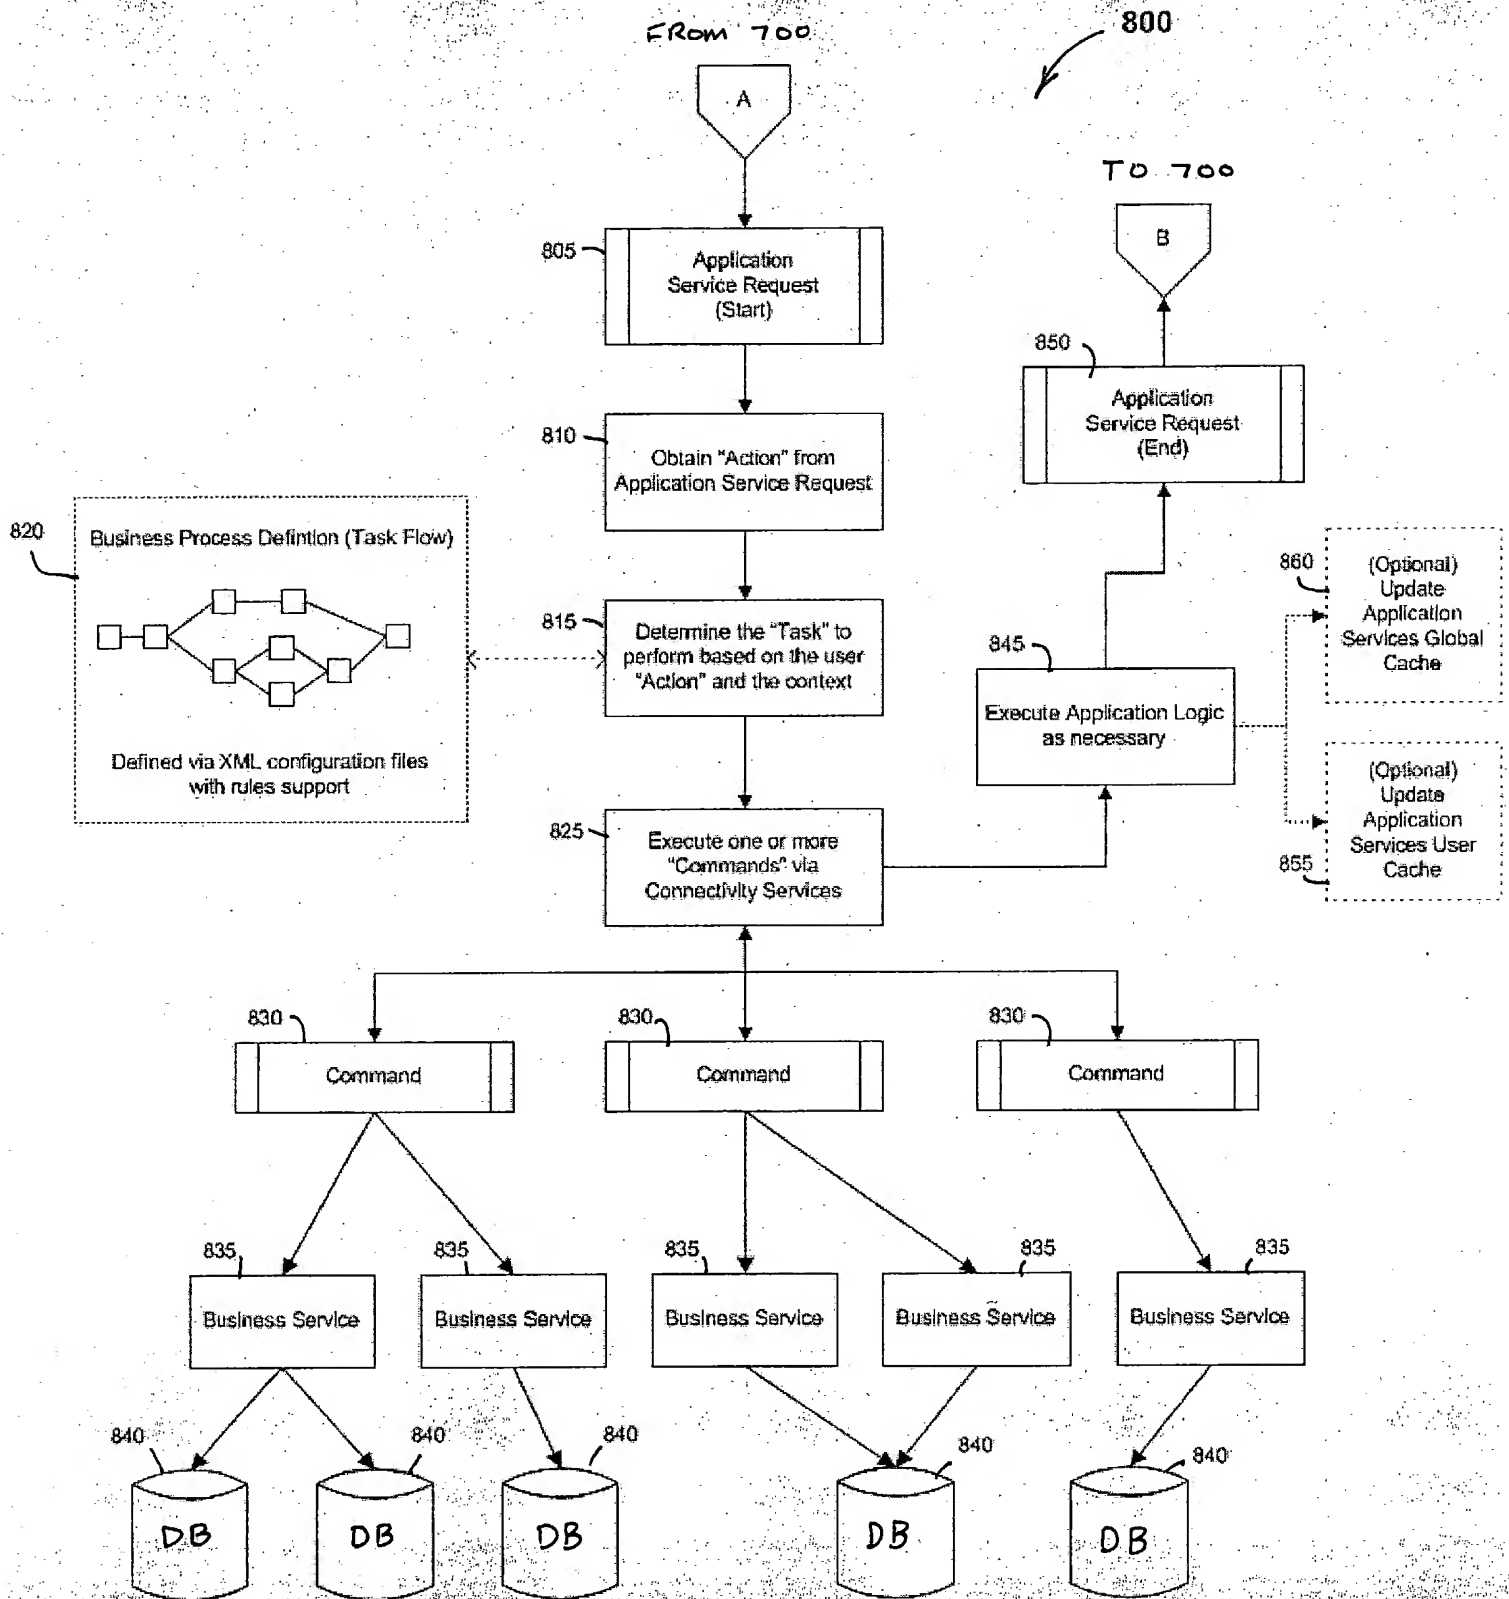 FROM 700
800
A
TO 700
B
805
Application
Service Request
(Start)
850
Application
Service Request
(End)
810
Obtain "Action" from
Application Service Request
820
Business Process Defintion (Task Flow)
Defined via XML configuration files
with rules support
815
Determine the "Task" to
perform based on the user
"Action" and the context
845
Execute Application Logic
as necessary
860
(Optional)
Update
Application
Services Global
Cache
(Optional)
Update
Application
Services User
Cache
855
825
Execute one or more
"Commands" via
Connectivity Services
830
Command
830
Command
830
Command
835
Business Service
835
Business Service
835
Business Service
835
Business Service
835
Business Service
840
DB
840
DB
840
DB
840
DB
840
DB